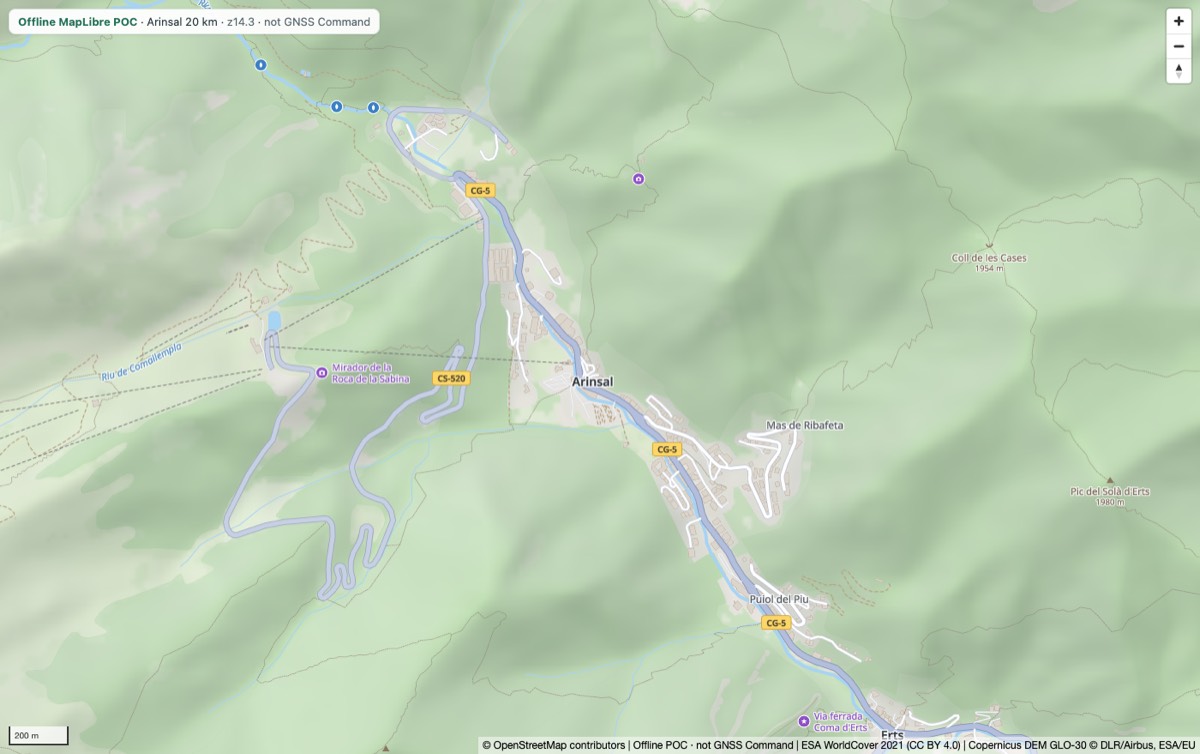 Offline MapLibre POC · Arinsal 20 km · z14.3 · not GNSS Command
CG-5
Coll de les Cases
1954 m
Riu de Comallempla
Mirador de la
Roca de la Sabina
CS-520
Arinsal
Mas de Ribafeta
CG-5
Pic del Solà d'Erts
1980 m
Pujol del Piu
CG-5
Via ferrada
Coma d'Erts
Erts
200 m
© OpenStreetMap contributors | Offline POC · not GNSS Command | ESA WorldCover 2021 (CC BY 4.0) | Copernicus DEM GLO-30 © DLR/Airbus, ESA/EU